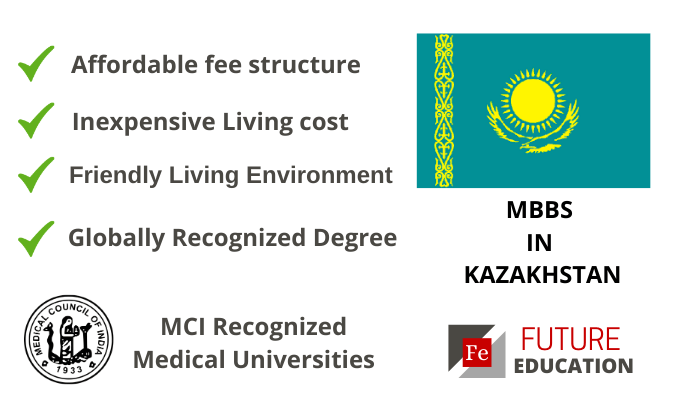 Affordable fee structure
Inexpensive Living cost
Friendly Living Environment
Globally Recognized Degree
MBBS
IN
KAZAKHSTAN
MEDICAL COUNCIL OF INDIA
1933
MCI Recognized
Medical Universities
Fe
FUTURE
EDUCATION